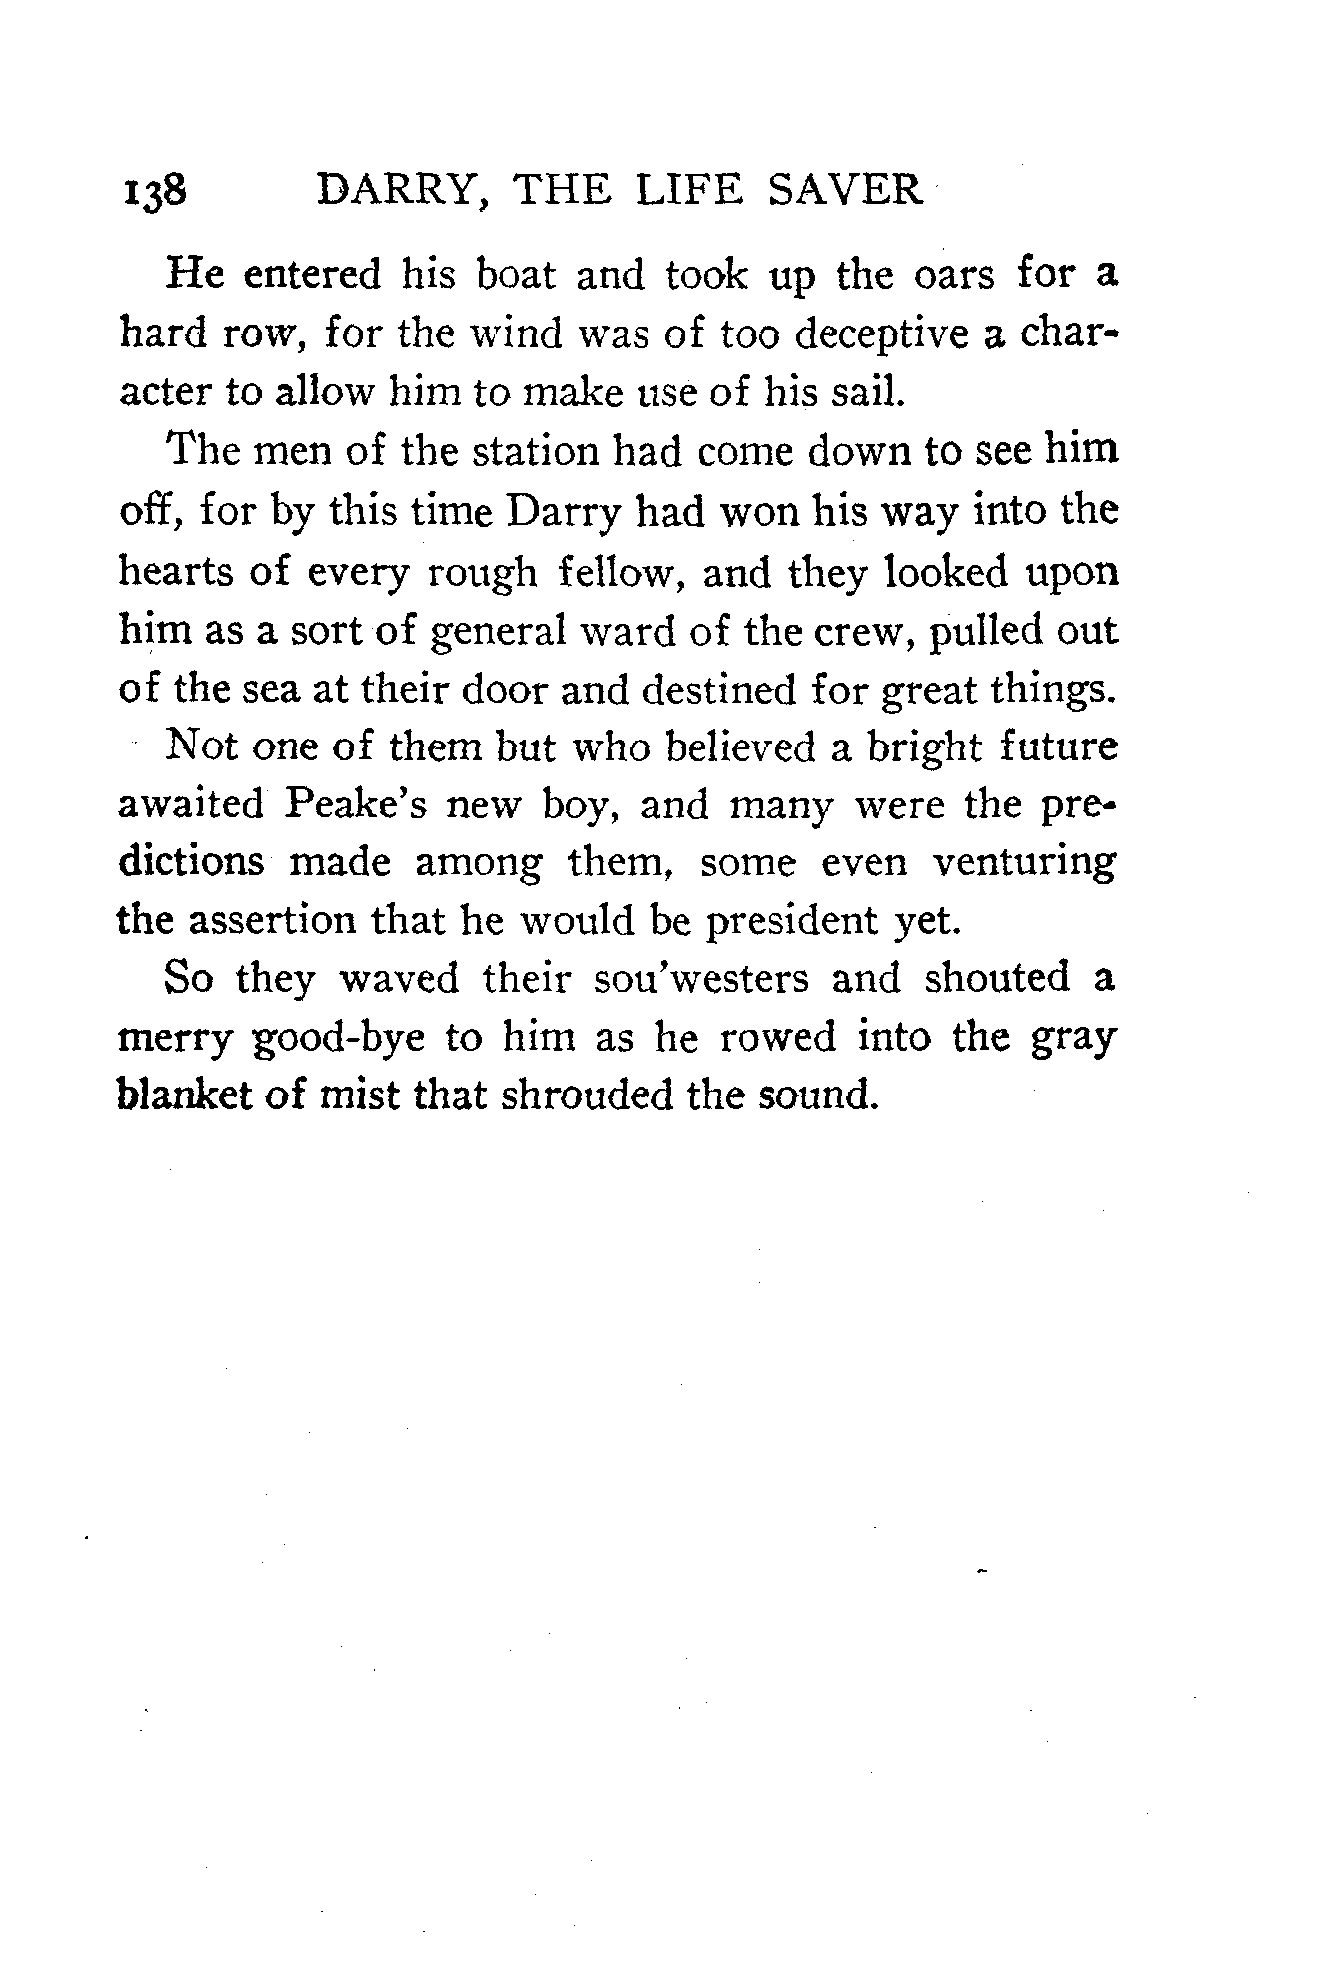 138 DARRY, THE LIFE SAVER
He entered his boat and took up the oars for a
hard row, for the wind was of too deceptive a char-
acter to allow him to make use of his sail.
The men of the station had come down to see him
off, for by this time Darry had won his way into the
hearts of every rough fellow, and they looked upon
him as a sort of general ward of the crew, pulled out
of the sea at their door and destined for great things.
Not one of them but who believed a bright future
awaited Peake's new boy, and many were the pre-
dictions made among them, some even venturing
the assertion that he would be president yet.
So they waved their sou'westers and shouted a
merry good-bye to him as he rowed into the gray
blanket of mist that shrouded the sound.